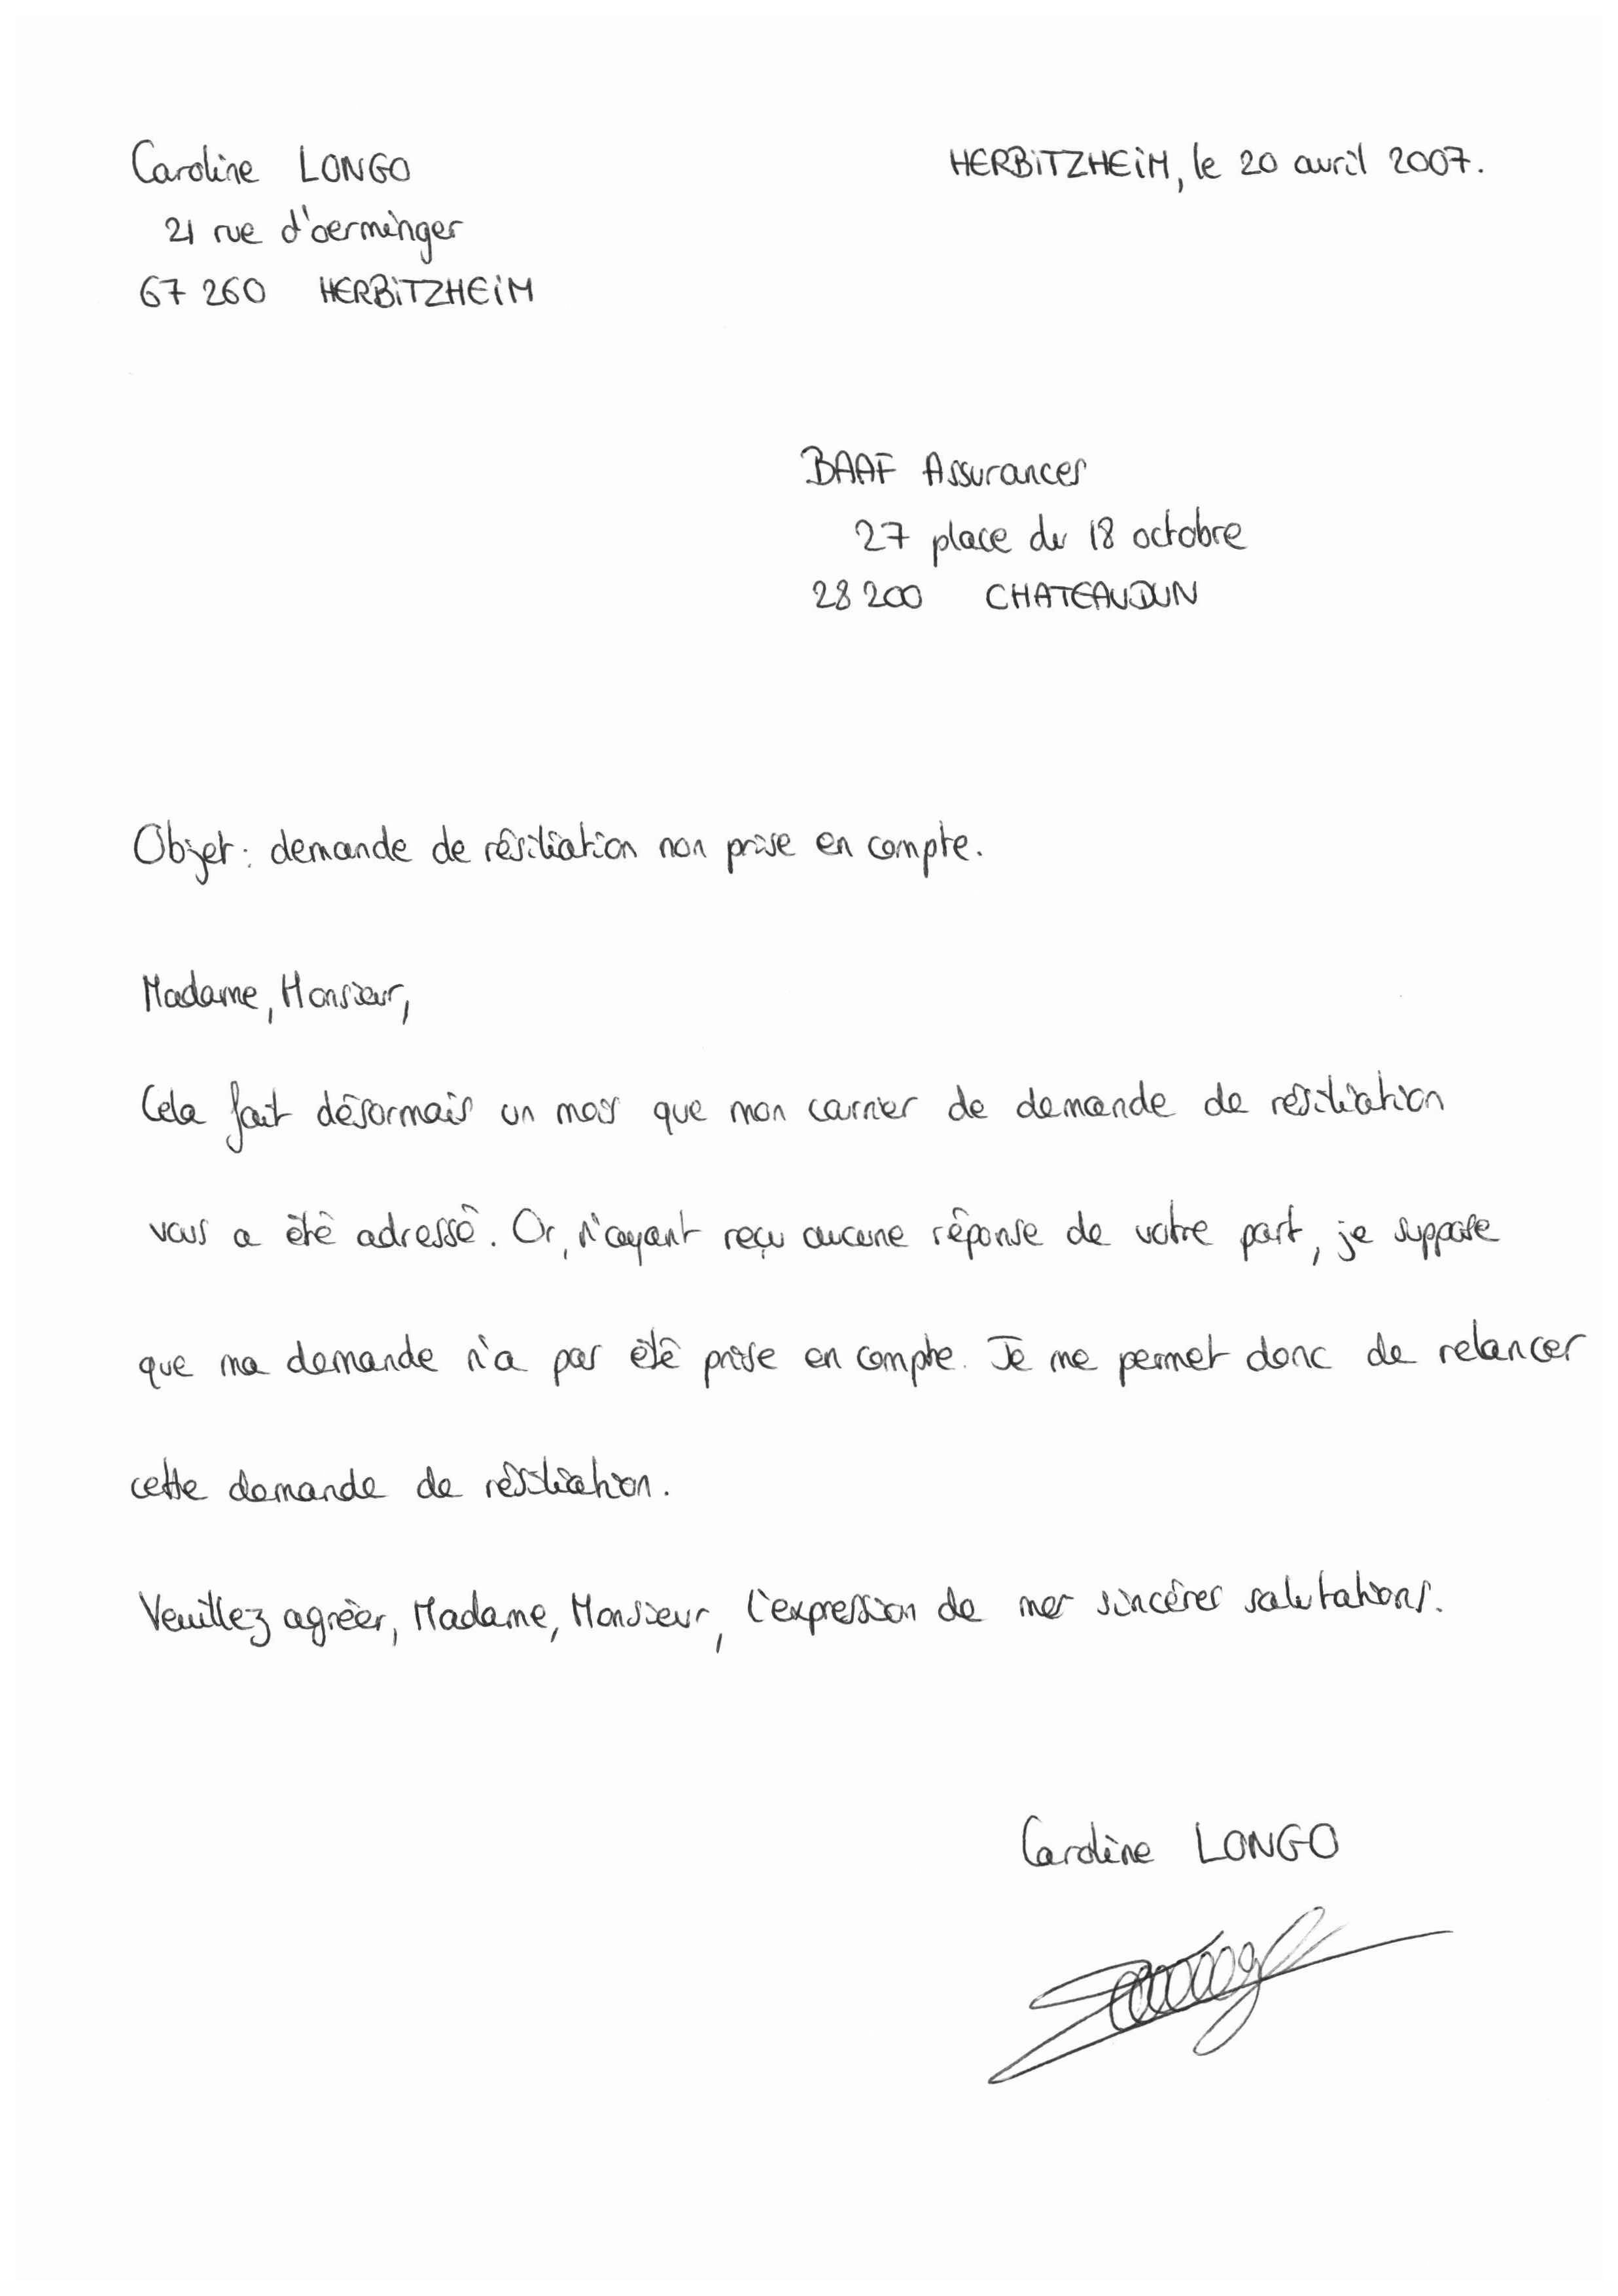 Caroline LONGO
HERBITZHEIM, le 20 avril 2007.
21 rue d'oerminger
67 260 HERBITZHEIM
BAAF Assurances
27 place du 18 octobre
28 200 CHATEAUDUN
Objet : demande de résiliation non prise en compte.
Madame, Monsieur,
Cela fait désormais un mois que mon carrier de demande de résiliation
vous a été adressé. Or, n'ayant reçu aucune réponse de votre part, je suppose
que ma demande n'a pas été prise en compte. Je me permet donc de relancer
cette demande de résiliation.
Veuillez agréer, Madame, Monsieur, l'expression de mes sincères salutations.
Caroline LONGO